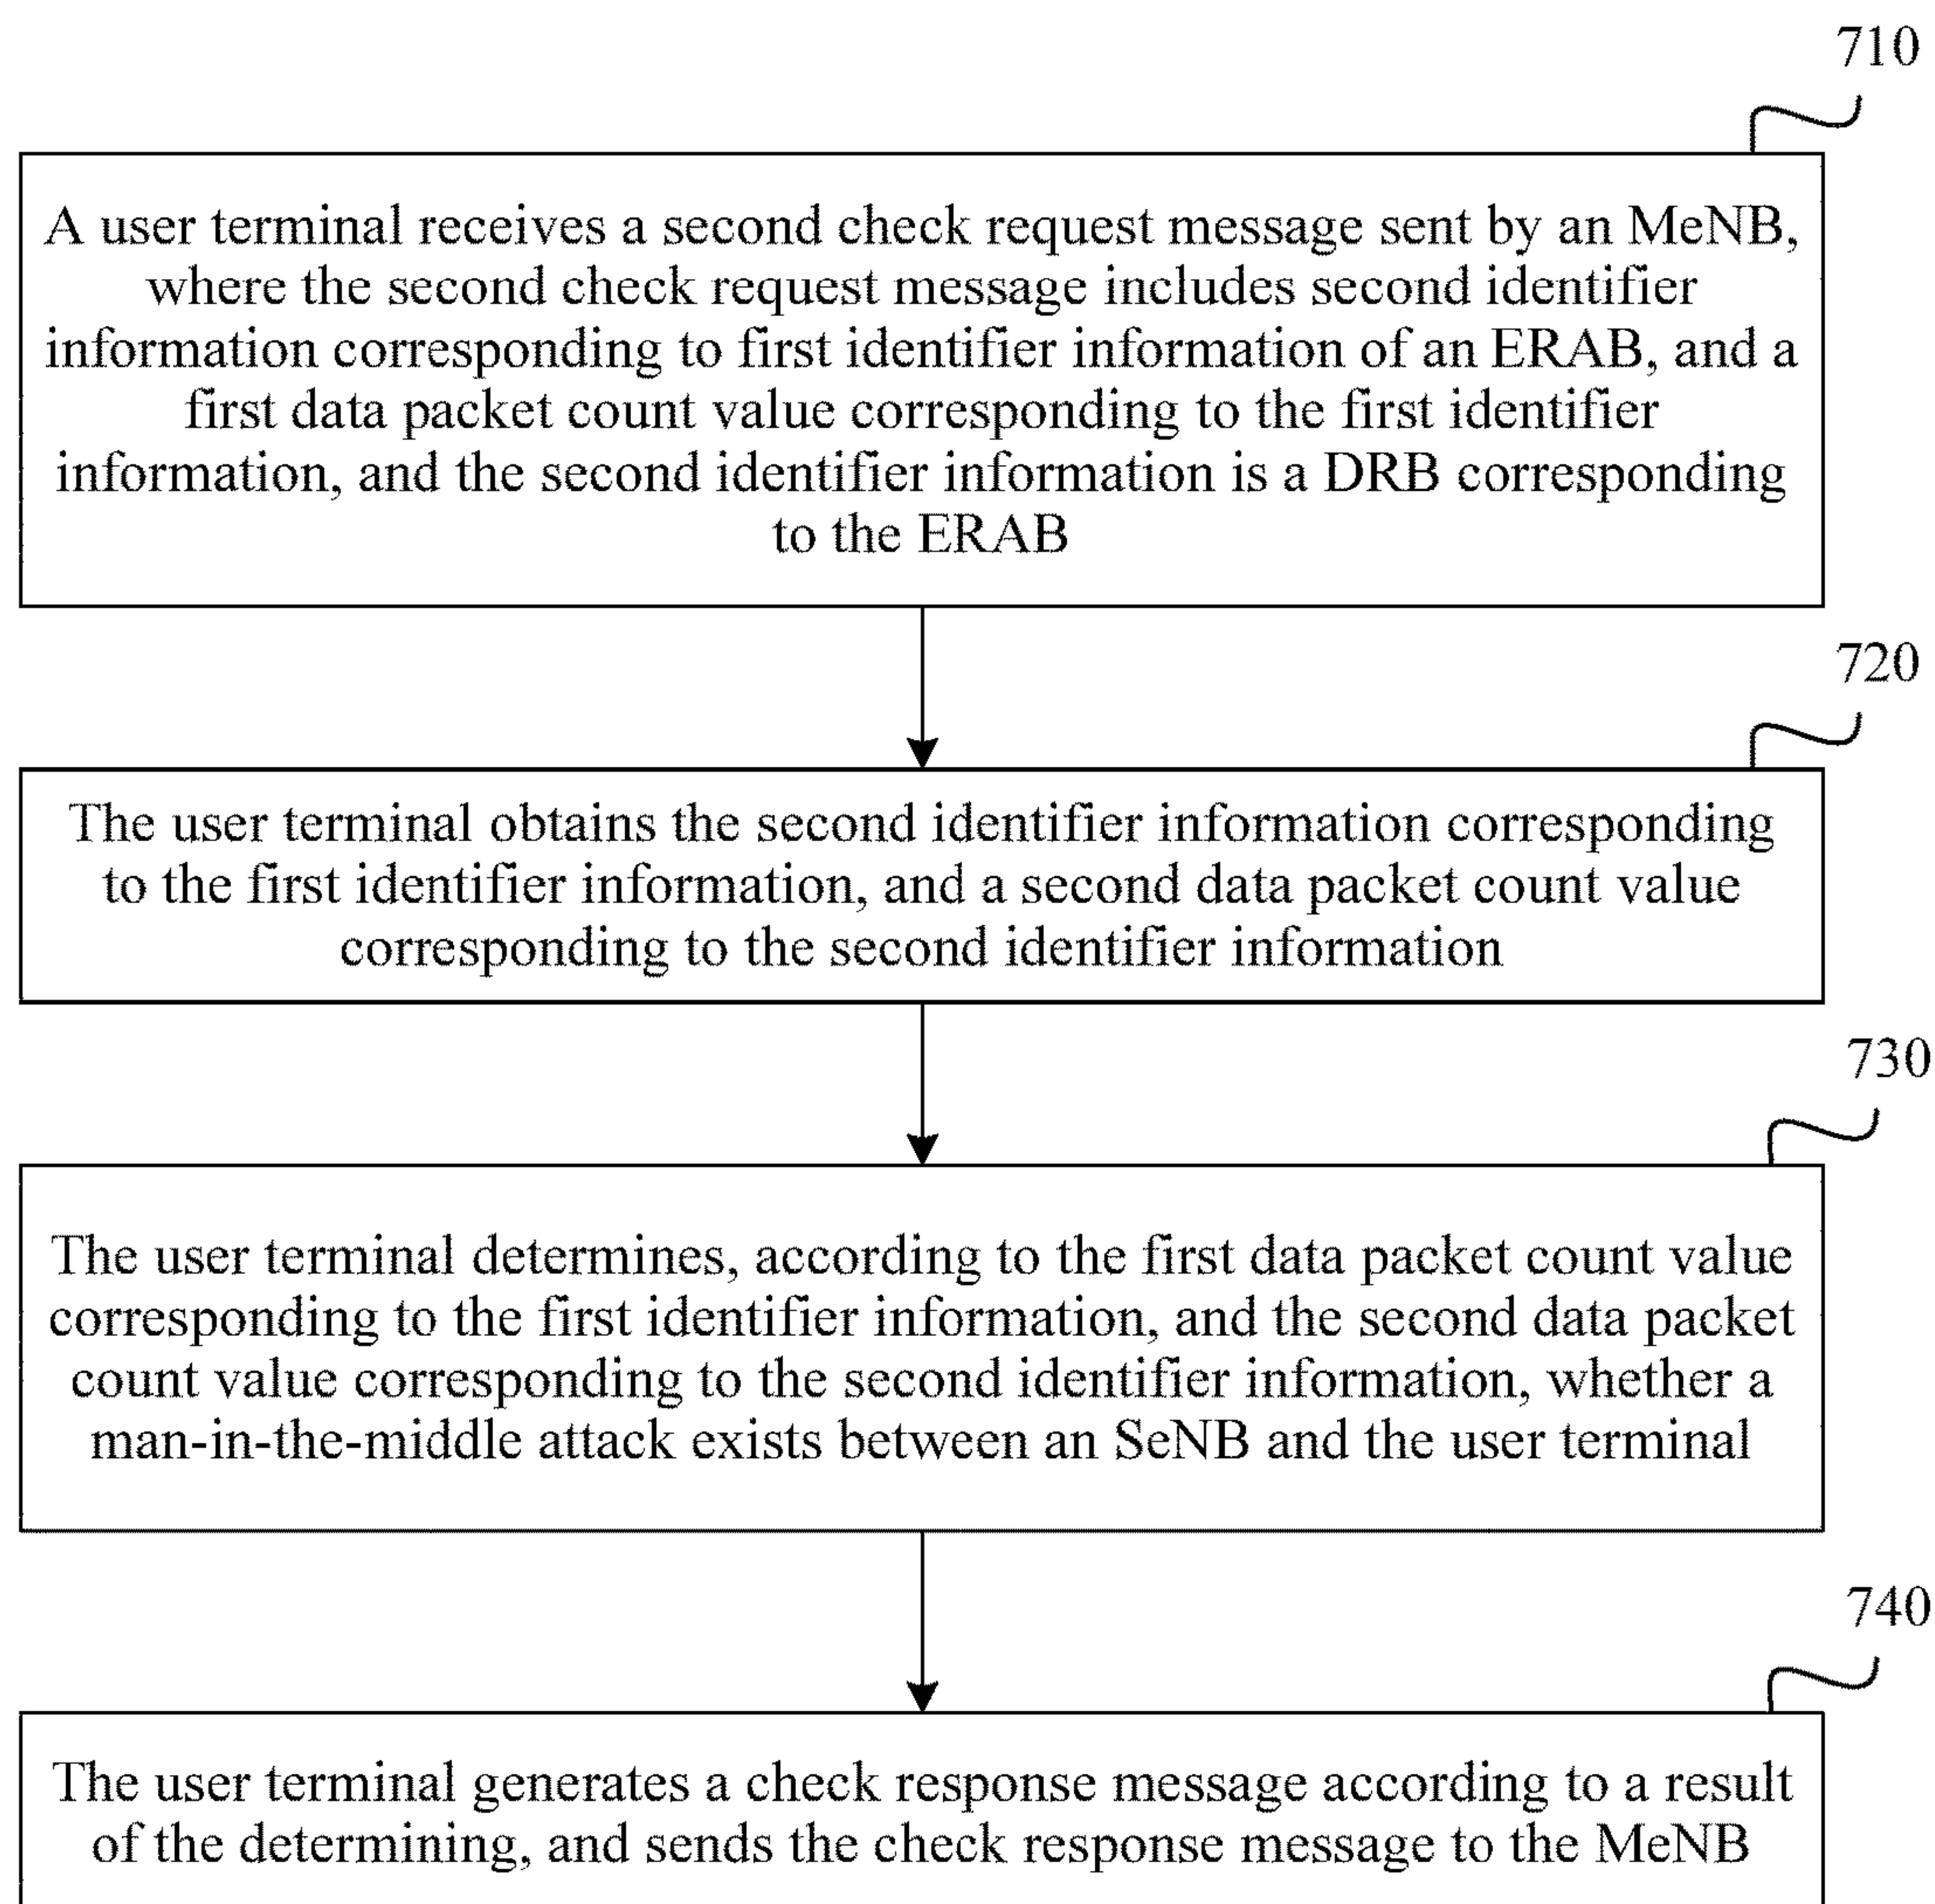 710
A user terminal receives a second check request message sent by an MeNB,
where the second check request message includes second identifier
information corresponding to first identifier information of an ERAB, and a
first data packet count value corresponding to the first identifier
information, and the second identifier information is a DRB corresponding
to the ERAB
720
The user terminal obtains the second identifier information corresponding
to the first identifier information, and a second data packet count value
corresponding to the second identifier information
730
The user terminal determines, according to the first data packet count value
corresponding to the first identifier information, and the second data packet
count value corresponding to the second identifier information, whether a
man-in-the-middle attack exists between an SeNB and the user terminal
740
The user terminal generates a check response message according to a result
of the determining, and sends the check response message to the MeNB